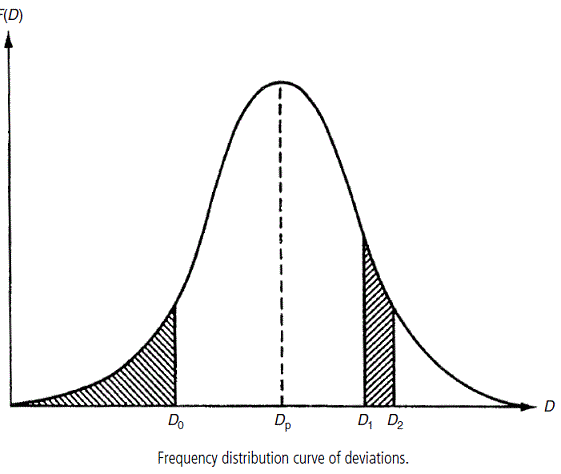 F(D)
D
D0 Dp D1 D2
Frequency distribution curve of deviations.